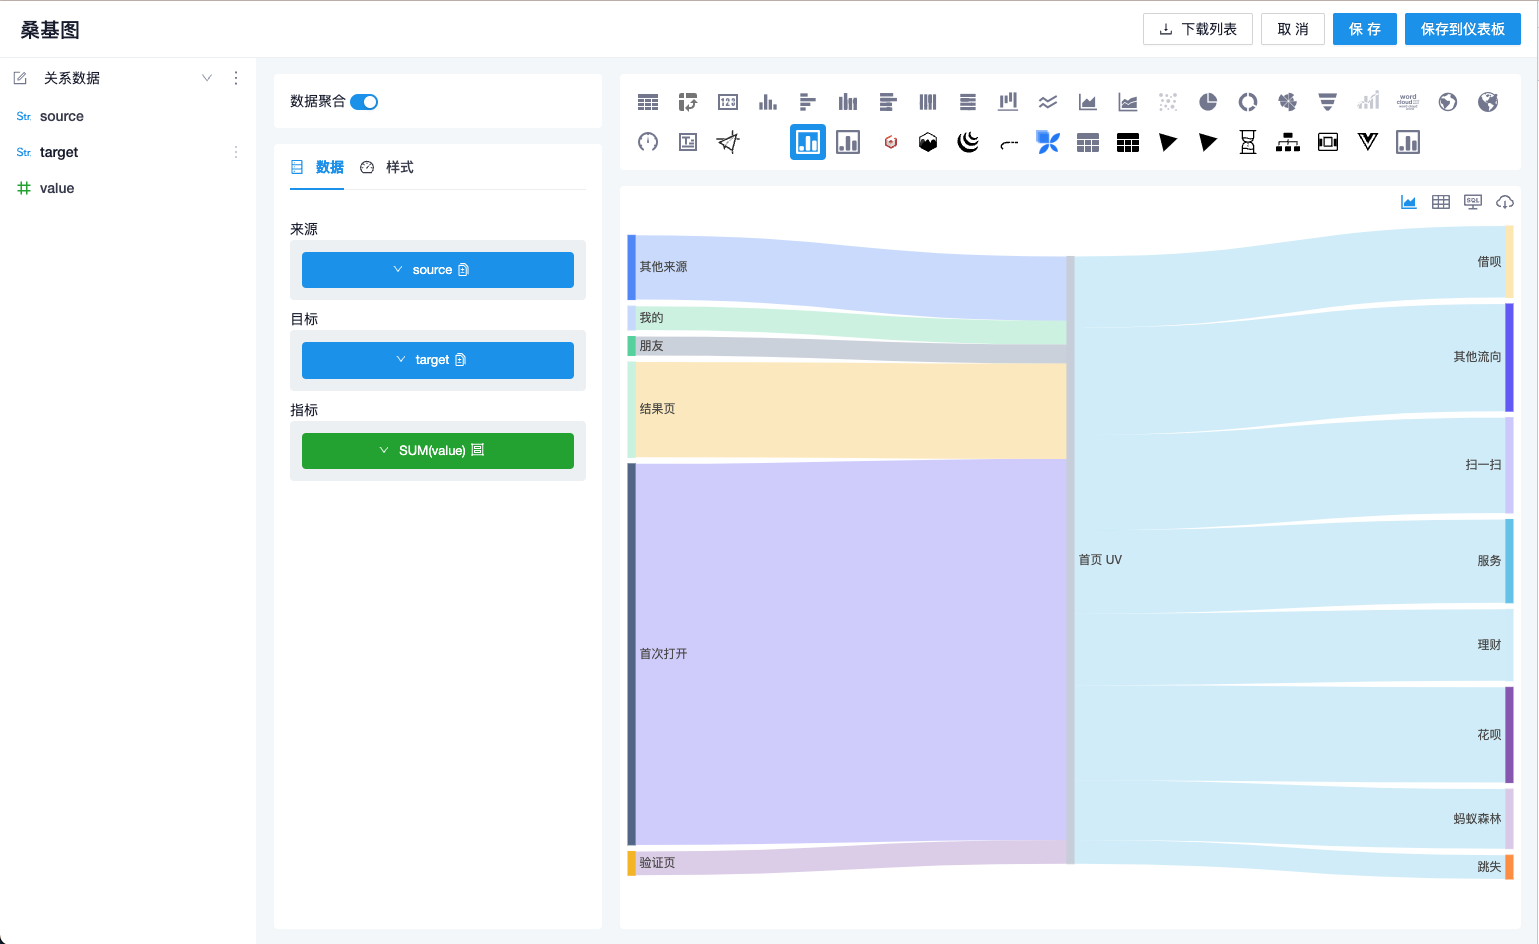 桑基图
下载列表
取 消
保 存
保存到仪表板
关系数据
Str source
Str target
value
数据聚合
数据
样式
来源
source
目标
target
指标
SUM(value)
123
word
cloud
SQL
其他来源
我的
朋友
结果页
首次打开
验证页
首页 UV
借呗
其他流向
扫一扫
服务
理财
花呗
蚂蚁森林
跳失